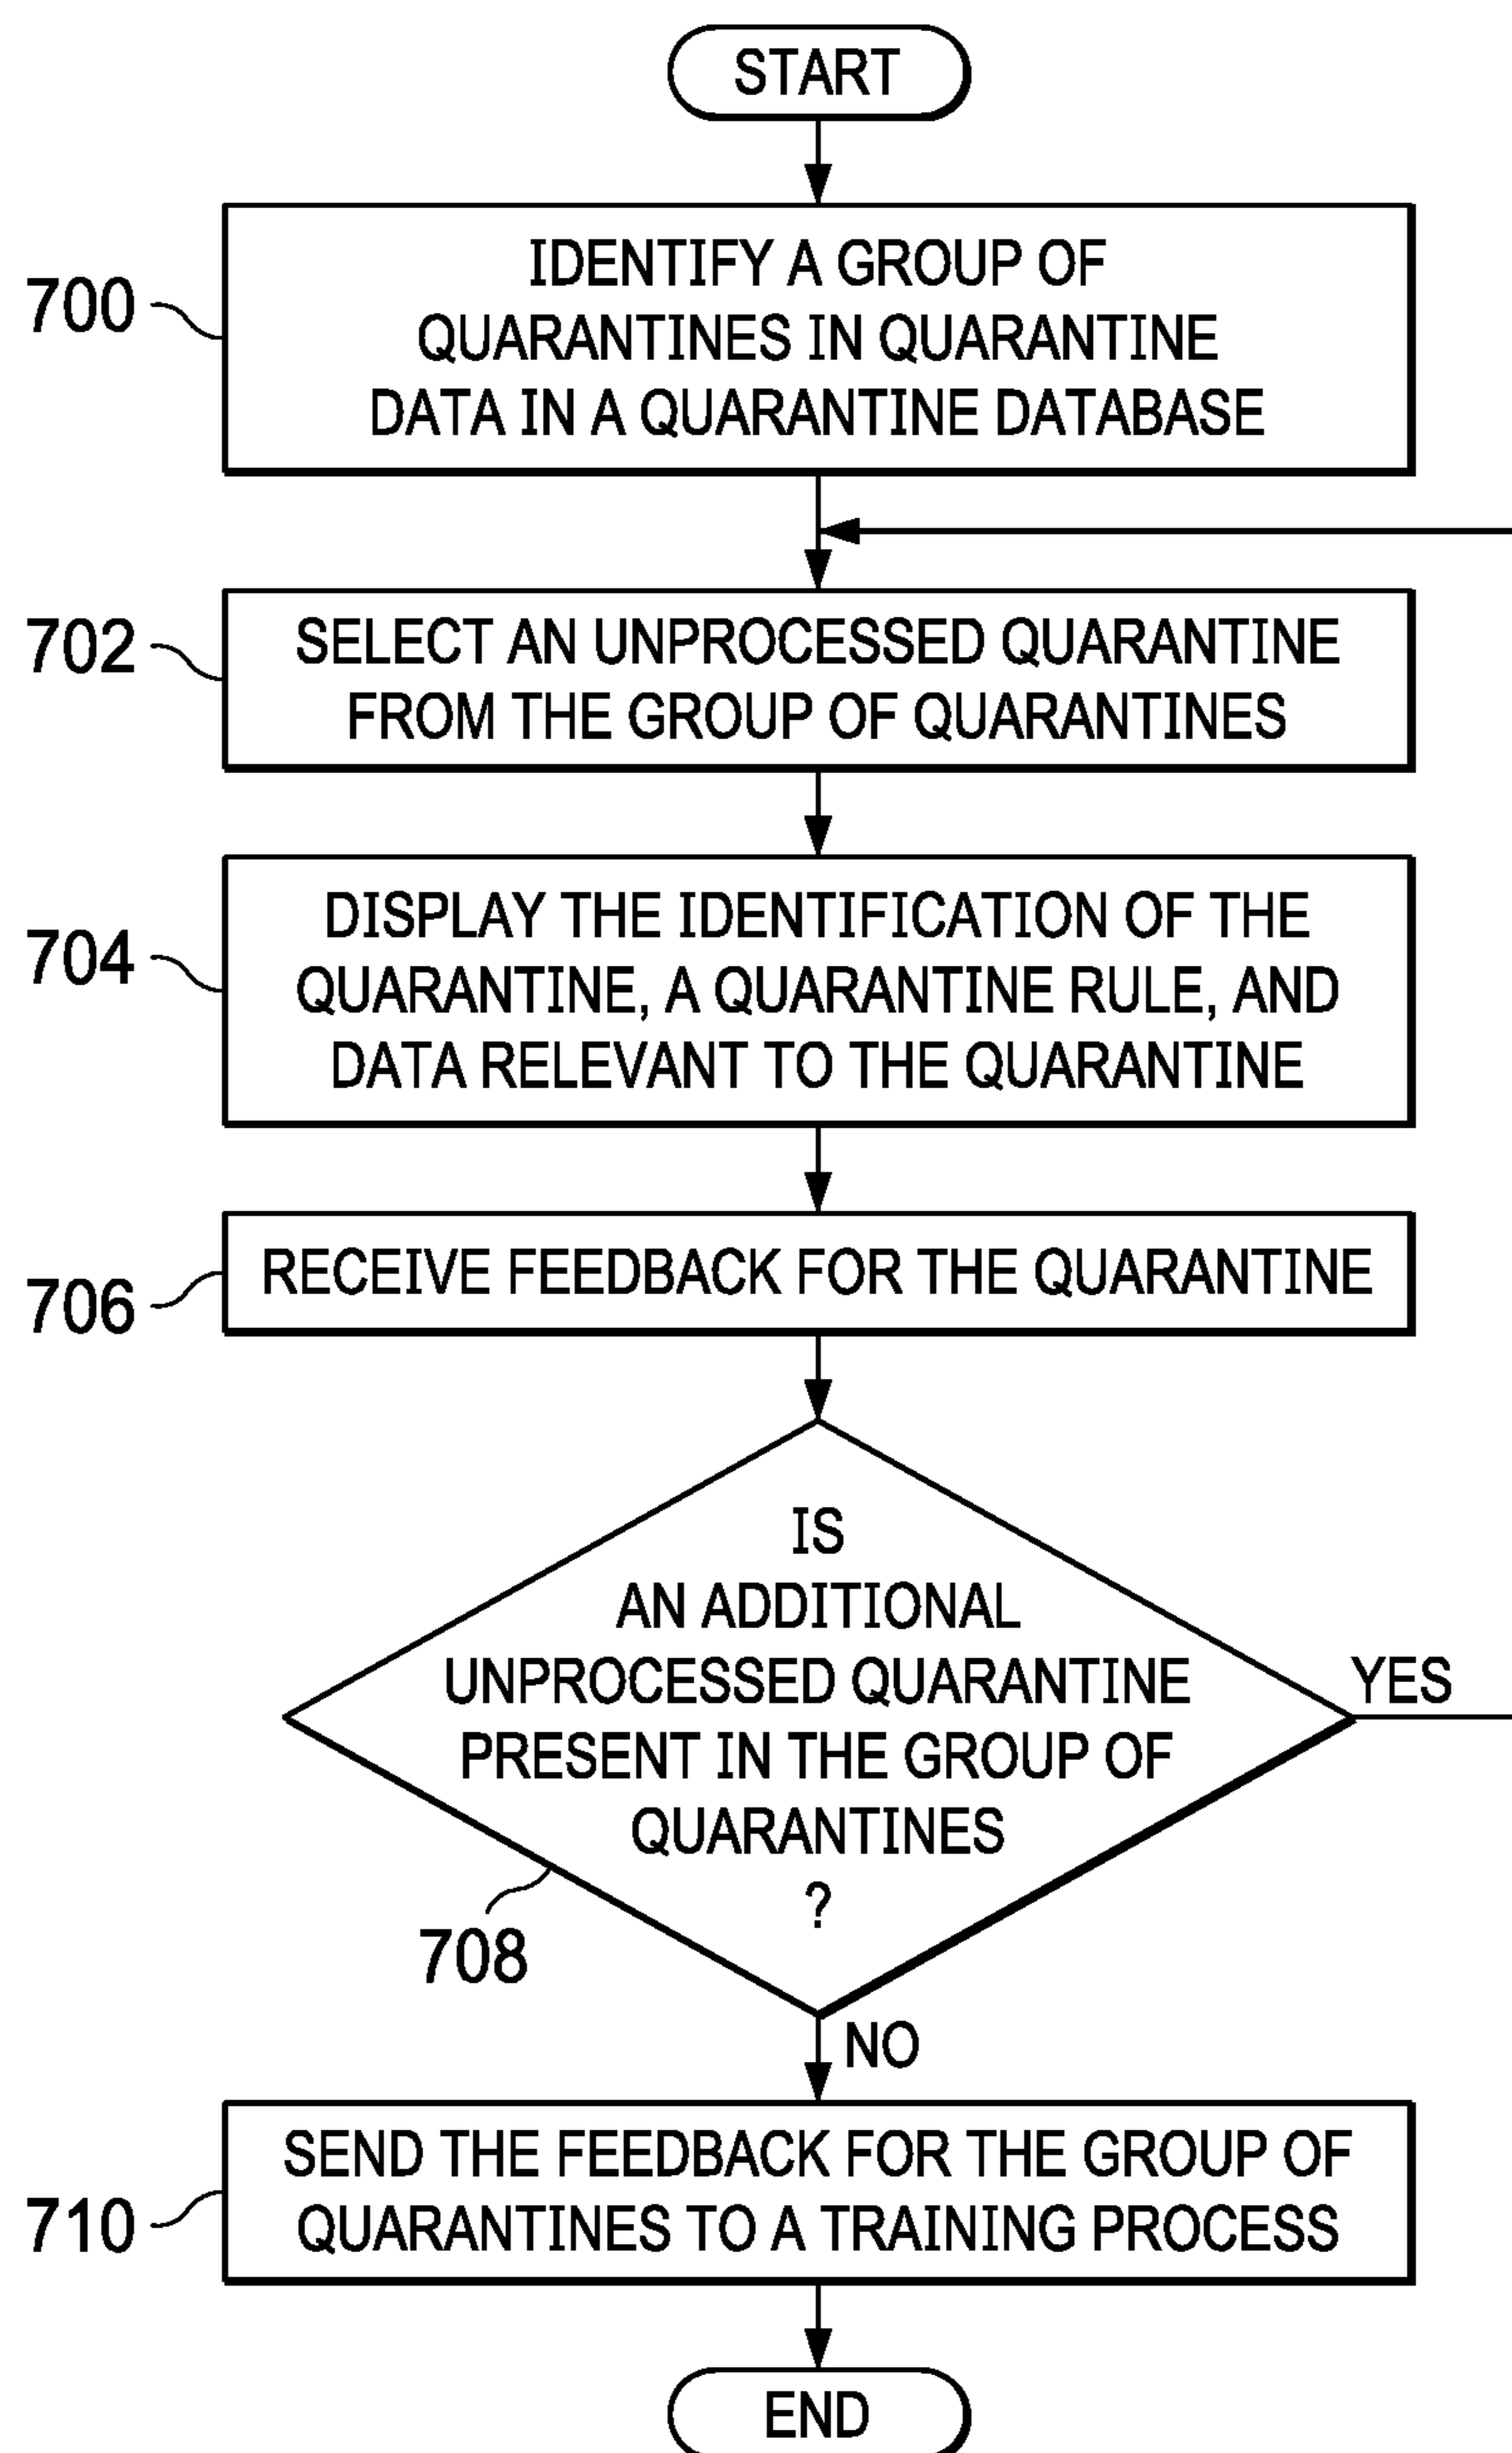 START
700
IDENTIFY A GROUP OF
QUARANTINES IN QUARANTINE
DATA IN A QUARANTINE DATABASE
702
SELECT AN UNPROCESSED QUARANTINE
FROM THE GROUP OF QUARANTINES
704
DISPLAY THE IDENTIFICATION OF THE
QUARANTINE, A QUARANTINE RULE, AND
DATA RELEVANT TO THE QUARANTINE
706
RECEIVE FEEDBACK FOR THE QUARANTINE
IS
AN ADDITIONAL
UNPROCESSED QUARANTINE
PRESENT IN THE GROUP OF
QUARANTINES
?
YES
708
NO
710
SEND THE FEEDBACK FOR THE GROUP OF
QUARANTINES TO A TRAINING PROCESS
END